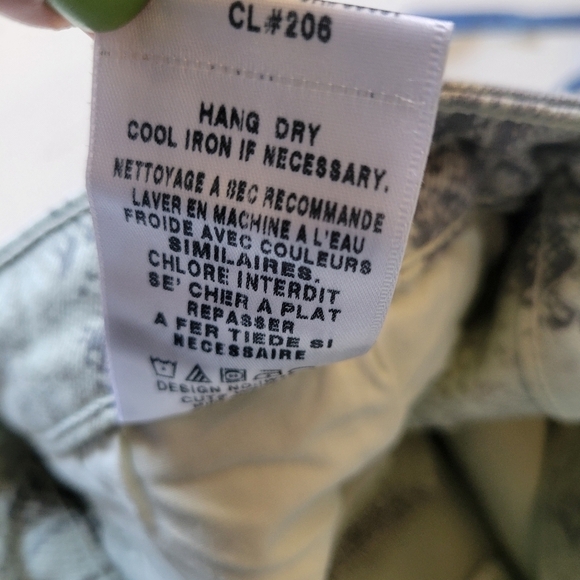 CL#206
HANG DRY
COOL IRON IF NECESSARY.
NETTOYAGE A SEC RECOMMANDE
LAVER EN MACHINE A L'EAU
FROIDE AVEC COULEURS
SIMILAIRES.
CHLORE INTERDIT
SE' CHER A PLAT
REPASSER
A FER TIEDE SI
NECESSAIRE
DESIGN